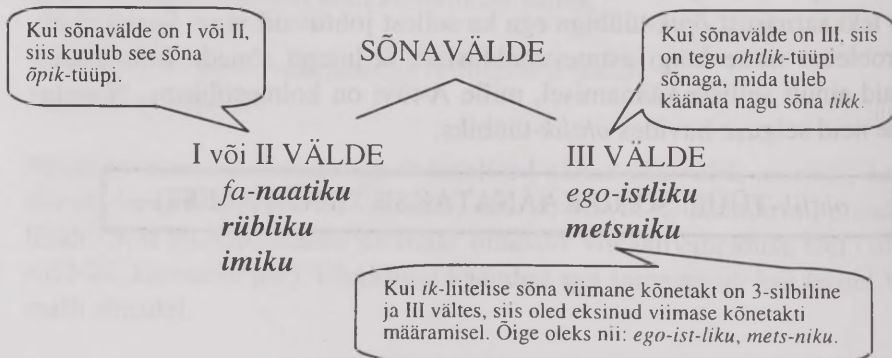 Kui sõnavälde on I või II,
siis kuulub see sõna
õpik-tüüpi.
SÕNAVÄLDE
Kui sõnavälde on III, siis
on tegu ohtlik-tüüpi
sõnaga, mida tuleb
käänata nagu sõna tikk.
I või II VÄLDE
fa-naatiku
rübliku
imiku
III VÄLDE
ego-istliku
metsniku
Kui ik-liitelise sõna viimane kõnetakt on 3-silbiline
ja III vältes, siis oled eksinud viimase kõnetakti
määramisel. Õige oleks nii: ego-ist-liku, mets-niku.